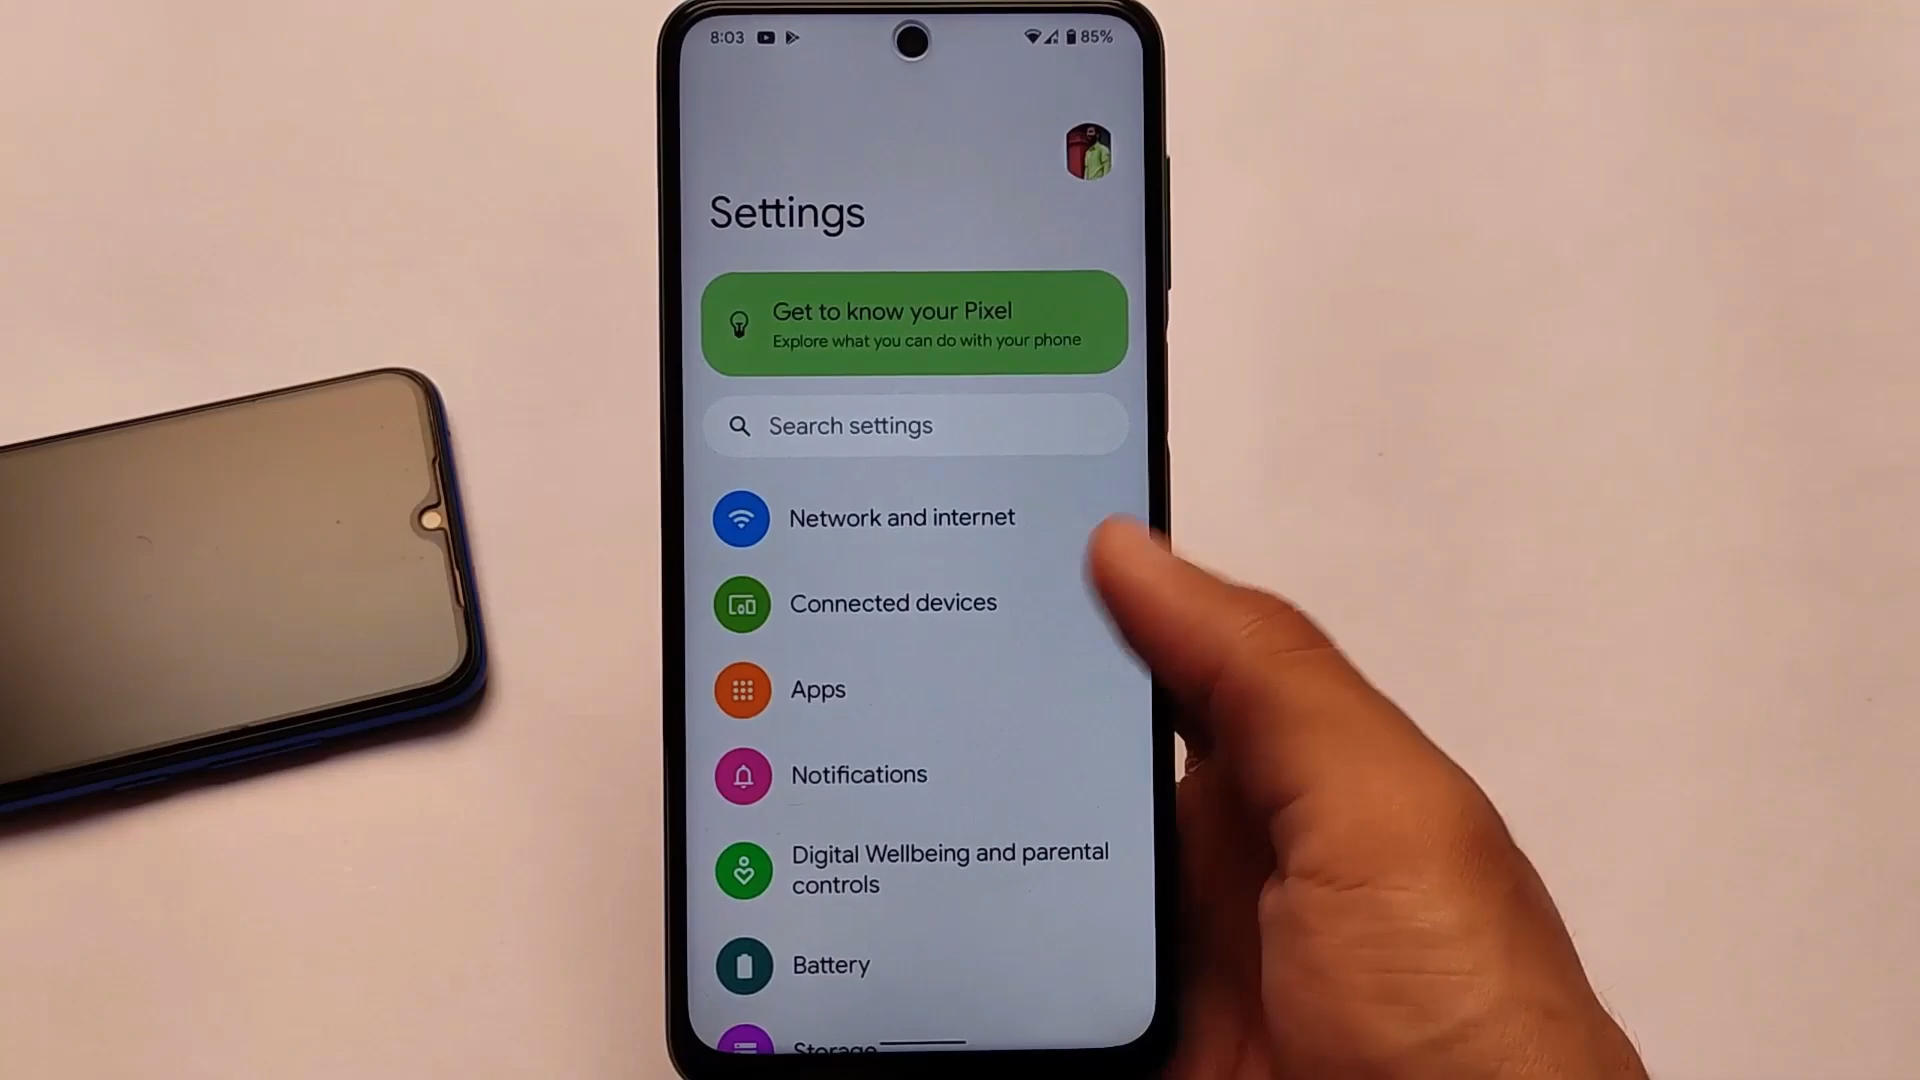 8:03
85%
Settings
Get to know your Pixel
Explore what you can do with your phone
Search settings
Network and internet
Connected devices
Apps
Notifications
Digital Wellbeing and parental
controls
Battery
Storage